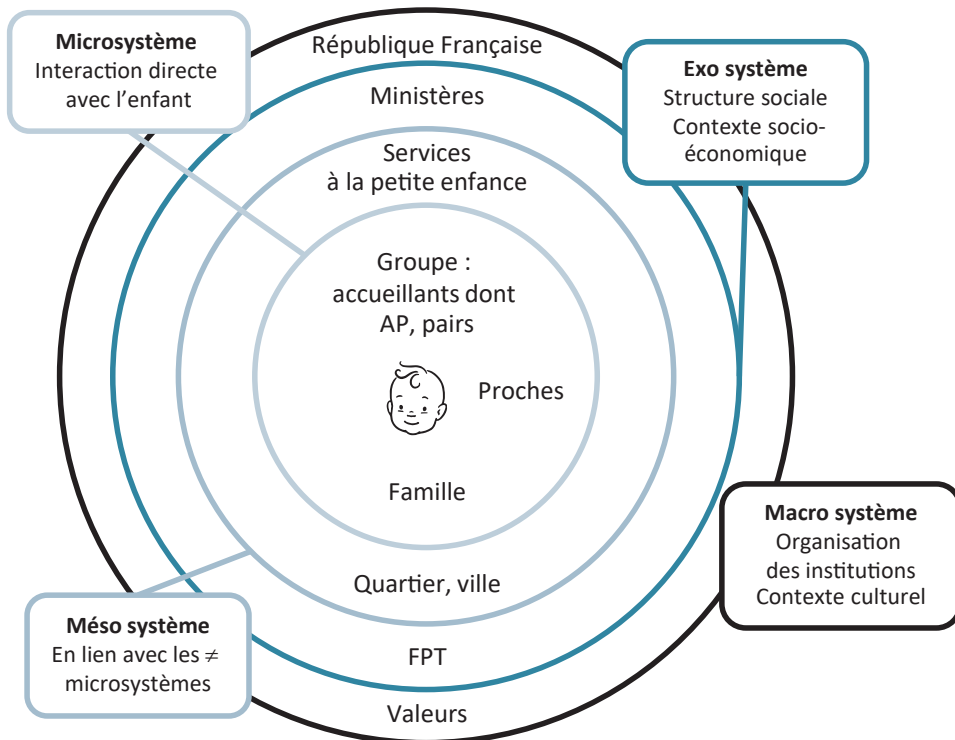 Microsystème
Interaction directe
avec l’enfant
République Française
Exo système
Structure sociale
Contexte socio-
économique
Ministères
Services
à la petite enfance
Groupe :
accueillants dont
AP, pairs
Proches
Famille
Macro système
Organisation
des institutions
Contexte culturel
Quartier, ville
Méso système
En lien avec les ≠
microsystèmes
FPT
Valeurs